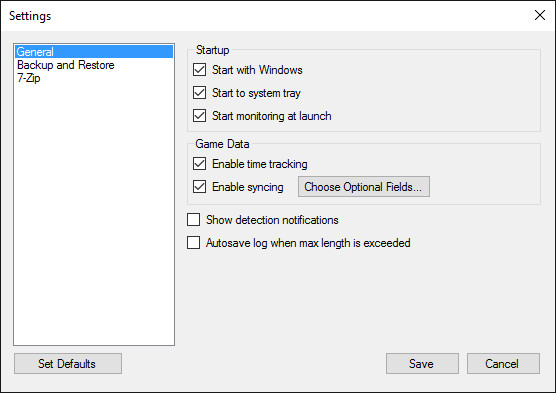 Settings
General
Backup and Restore
7-Zip
Startup
Start with Windows
Start to system tray
Start monitoring at launch
Game Data
Enable time tracking
Enable syncing
Choose Optional Fields...
Show detection notifications
Autosave log when max length is exceeded
Set Defaults
Save
Cancel